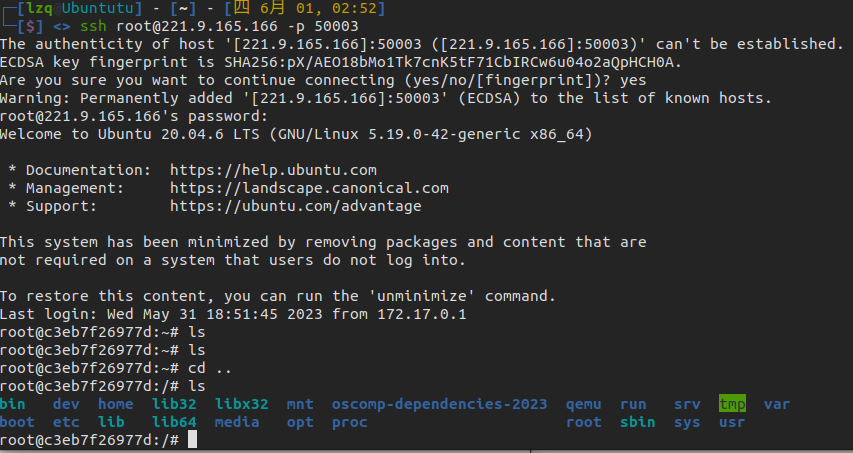 [lzq@Ubuntutu] - [~] - [四 6月 01, 02:52]
[$] <> ssh root@221.9.165.166 -p 50003
The authenticity of host '[221.9.165.166]:50003 ([221.9.165.166]:50003)' can't be established.
ECDSA key fingerprint is SHA256:pX/AEO18bMo1Tk7cnK5tF71CbIRCw6u04o2aQpHCH0A.
Are you sure you want to continue connecting (yes/no/[fingerprint])? yes
Warning: Permanently added '[221.9.165.166]:50003' (ECDSA) to the list of known hosts.
root@221.9.165.166's password:
Welcome to Ubuntu 20.04.6 LTS (GNU/Linux 5.19.0-42-generic x86_64)
* Documentation:  https://help.ubuntu.com
* Management:     https://landscape.canonical.com
* Support:        https://ubuntu.com/advantage
This system has been minimized by removing packages and content that are
not required on a system that users do not log into.
To restore this content, you can run the 'unminimize' command.
Last login: Wed May 31 18:51:45 2023 from 172.17.0.1
root@c3eb7f26977d:~# ls
root@c3eb7f26977d:~# ls
root@c3eb7f26977d:~# cd ..
root@c3eb7f26977d:/# ls
bin   dev  home  lib32  libx32  mnt  oscomp-dependencies-2023  qemu  run   srv  tmp  var
boot  etc  lib   lib64  media   opt  proc                      root  sbin  sys  usr
root@c3eb7f26977d:/#